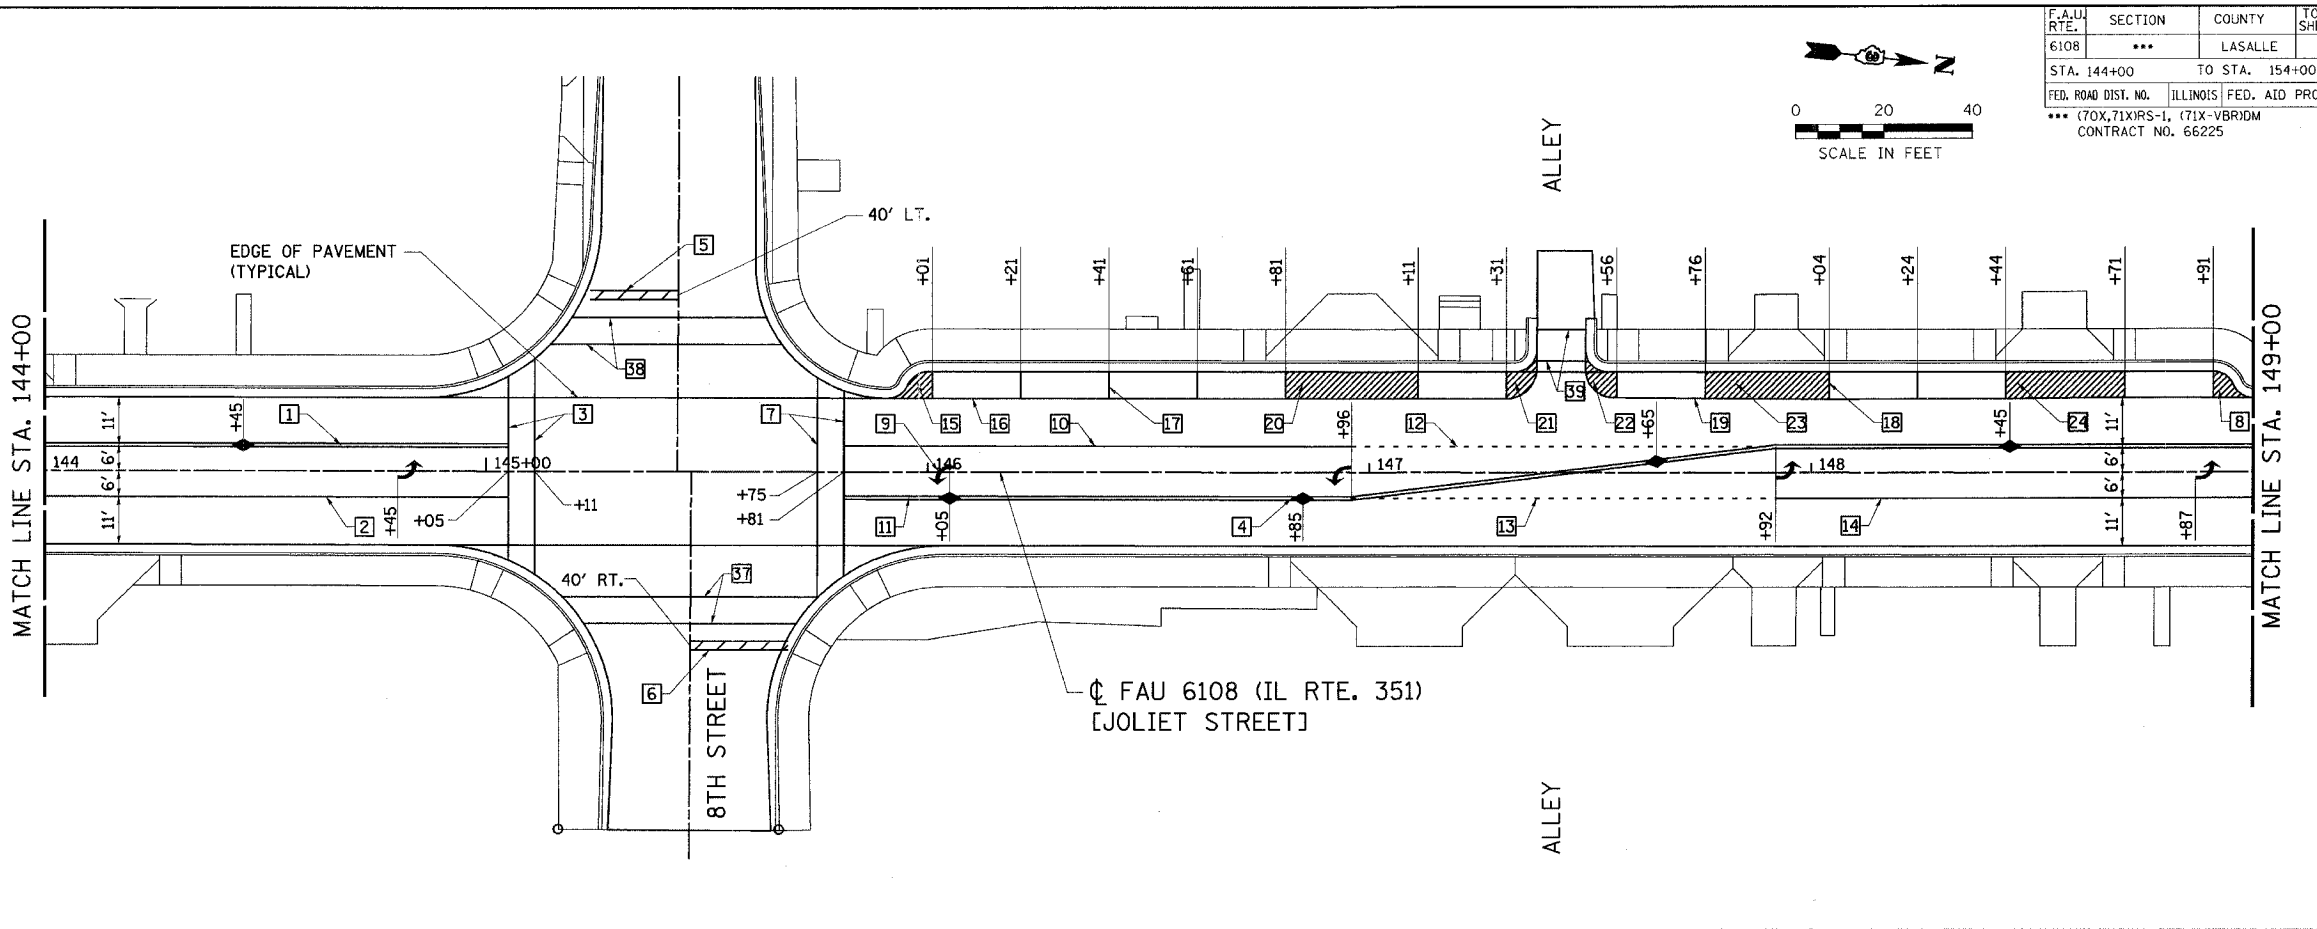 F.A.U. RTE. SECTION COUNTY
6108 *** LASALLE
STA. 144+00 TO STA. 154+00
FED. ROAD DIST. NO. ILLINOIS FED. AID
*** (70X,71X)RS-1, (71X-VBR)DM
CONTRACT NO. 66225
N
0 20 40
SCALE IN FEET
ALLEY
40' LT.
5
EDGE OF PAVEMENT
(TYPICAL)
+01 +21 +41 +61 +81 +11 +31 +56 +76 +04 +24 +44 +71 +91
MATCH LINE STA. 144+00
MATCH LINE STA. 149+00
38
39
11' +45 1 3 7 9 15 16 10 17 20 +96 12 21 22 +65 19 23 18 +45 24 11' 8
144 6' 145+00 146 147 148 6'
6' +75 6'
11' 2 +45 +05 +11 +81 11 +05 4 +85 13 +92 14 11' +87
40' RT. 37
6
8TH STREET
℄ FAU 6108 (IL RTE. 351)
[JOLIET STREET]
ALLEY